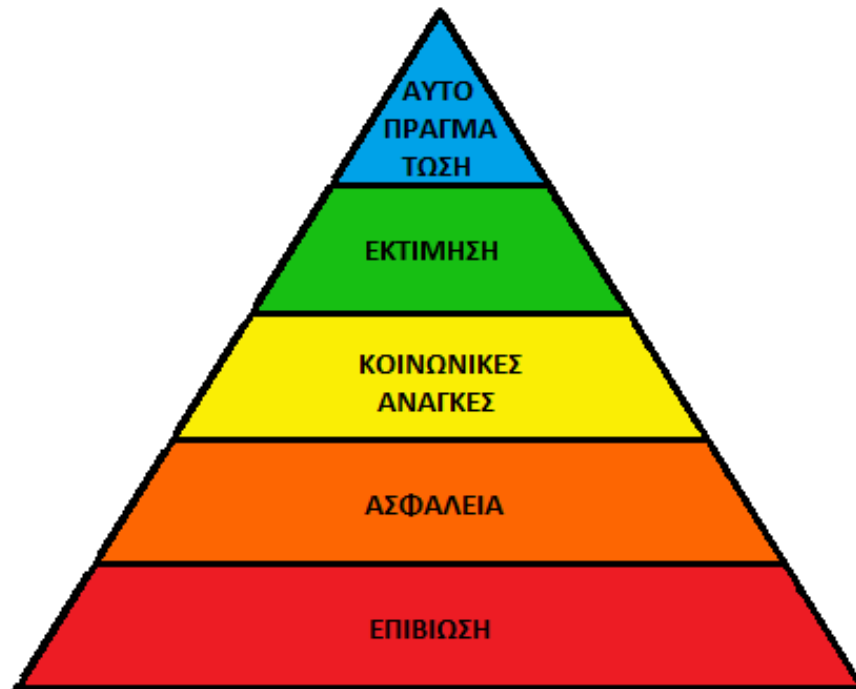 ΑΥΤΟ
ΠΡΑΓΜΑ
ΤΩΣΗ
ΕΚΤΙΜΗΣΗ
ΚΟΙΝΩΝΙΚΕΣ
ΑΝΑΓΚΕΣ
ΑΣΦΑΛΕΙΑ
ΕΠΙΒΙΩΣΗ